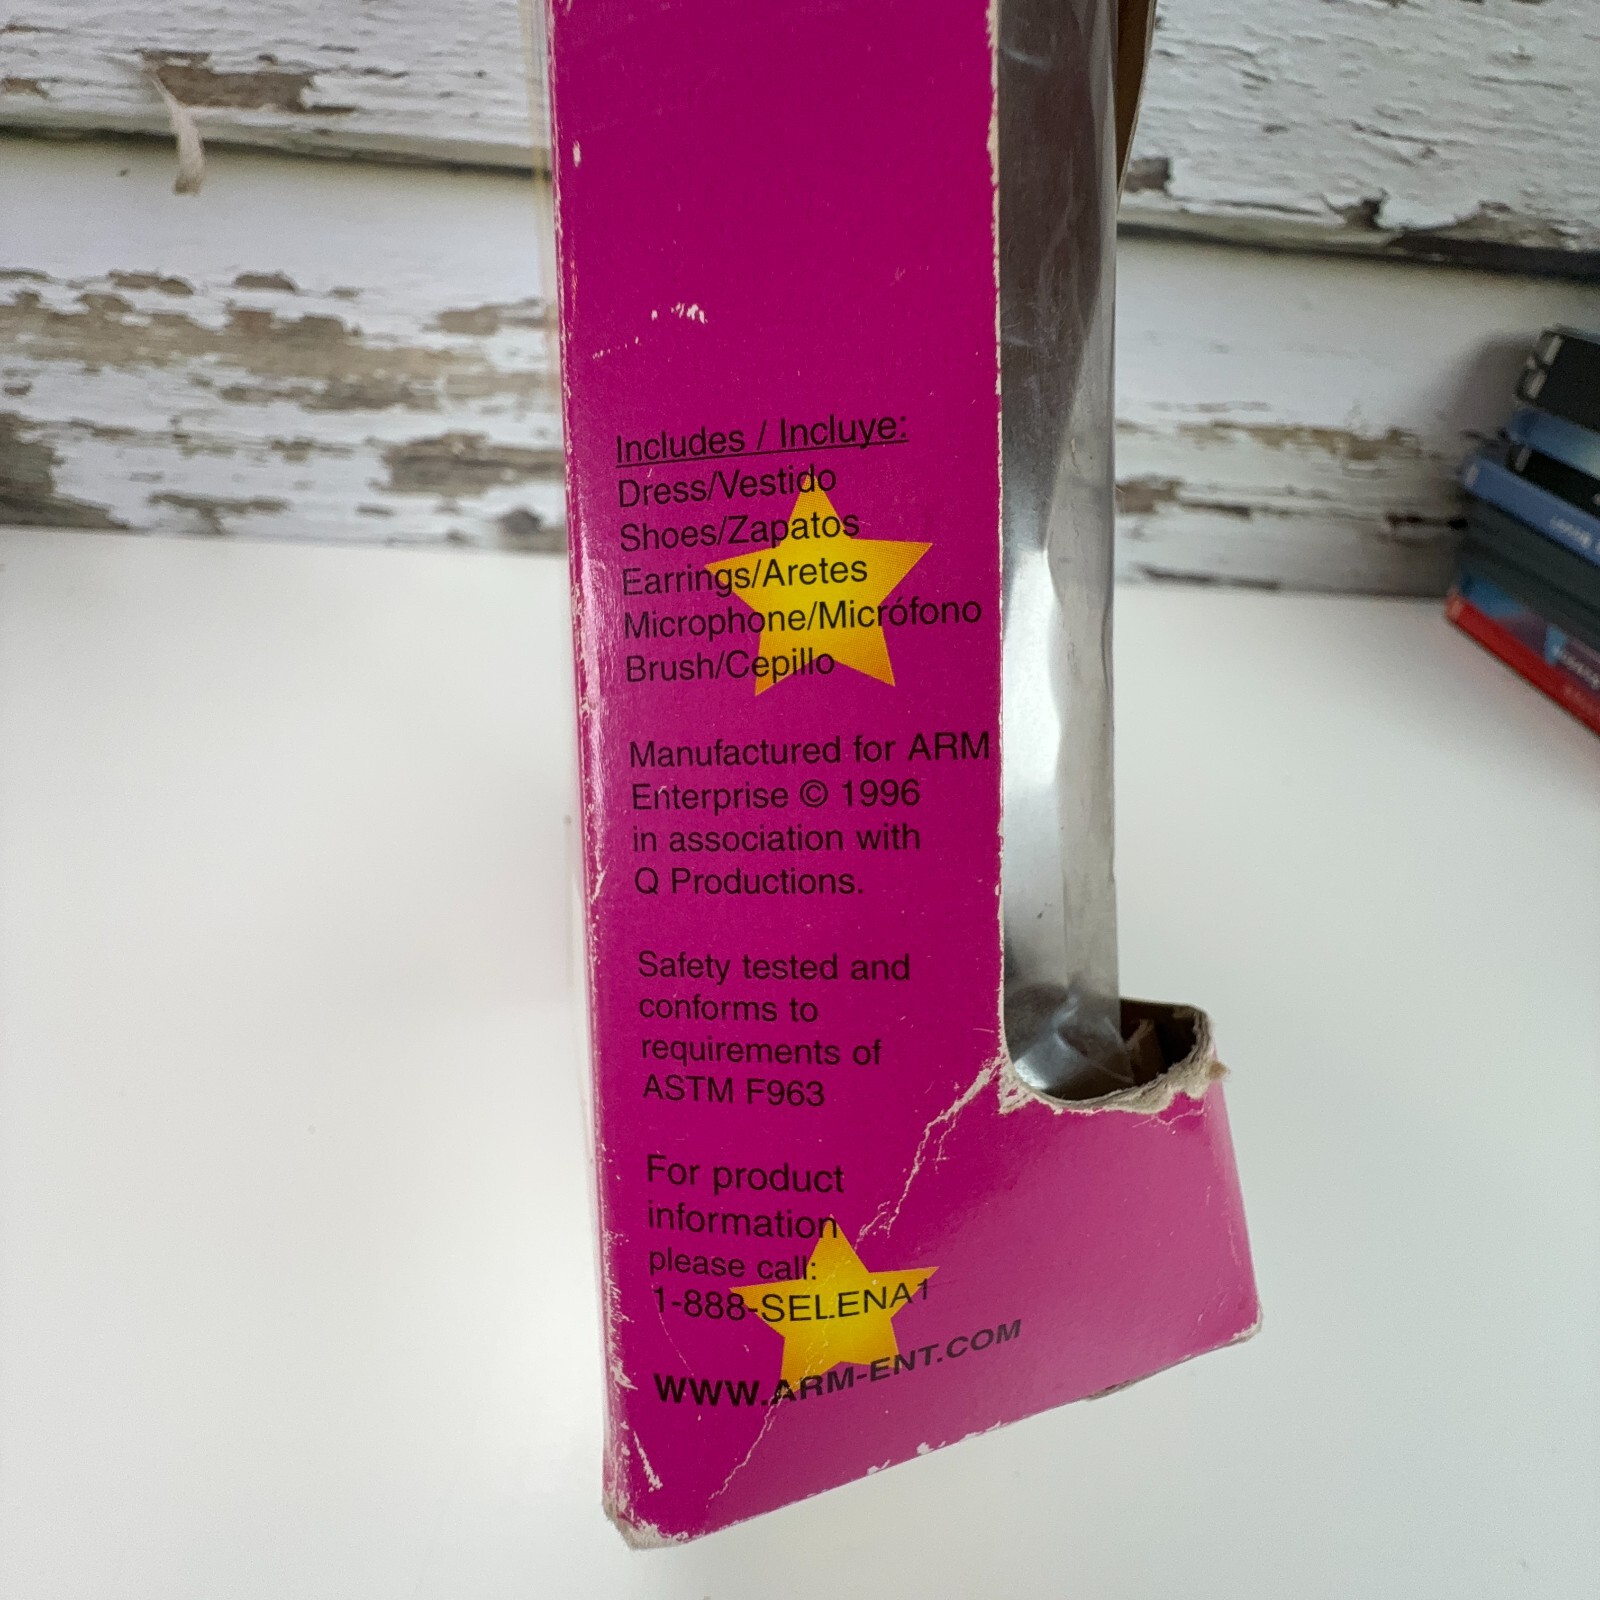 Includes / Incluye:
Dress/Vestido
Shoes/Zapatos
Earrings/Aretes
Microphone/Micrófono
Brush/Cepillo
Manufactured for ARM
Enterprise © 1996
in association with
Q Productions.
Safety tested and
conforms to
requirements of
ASTM F963
For product
information
please call:
1-888-SELENA1
WWW.ARM-ENT.COM